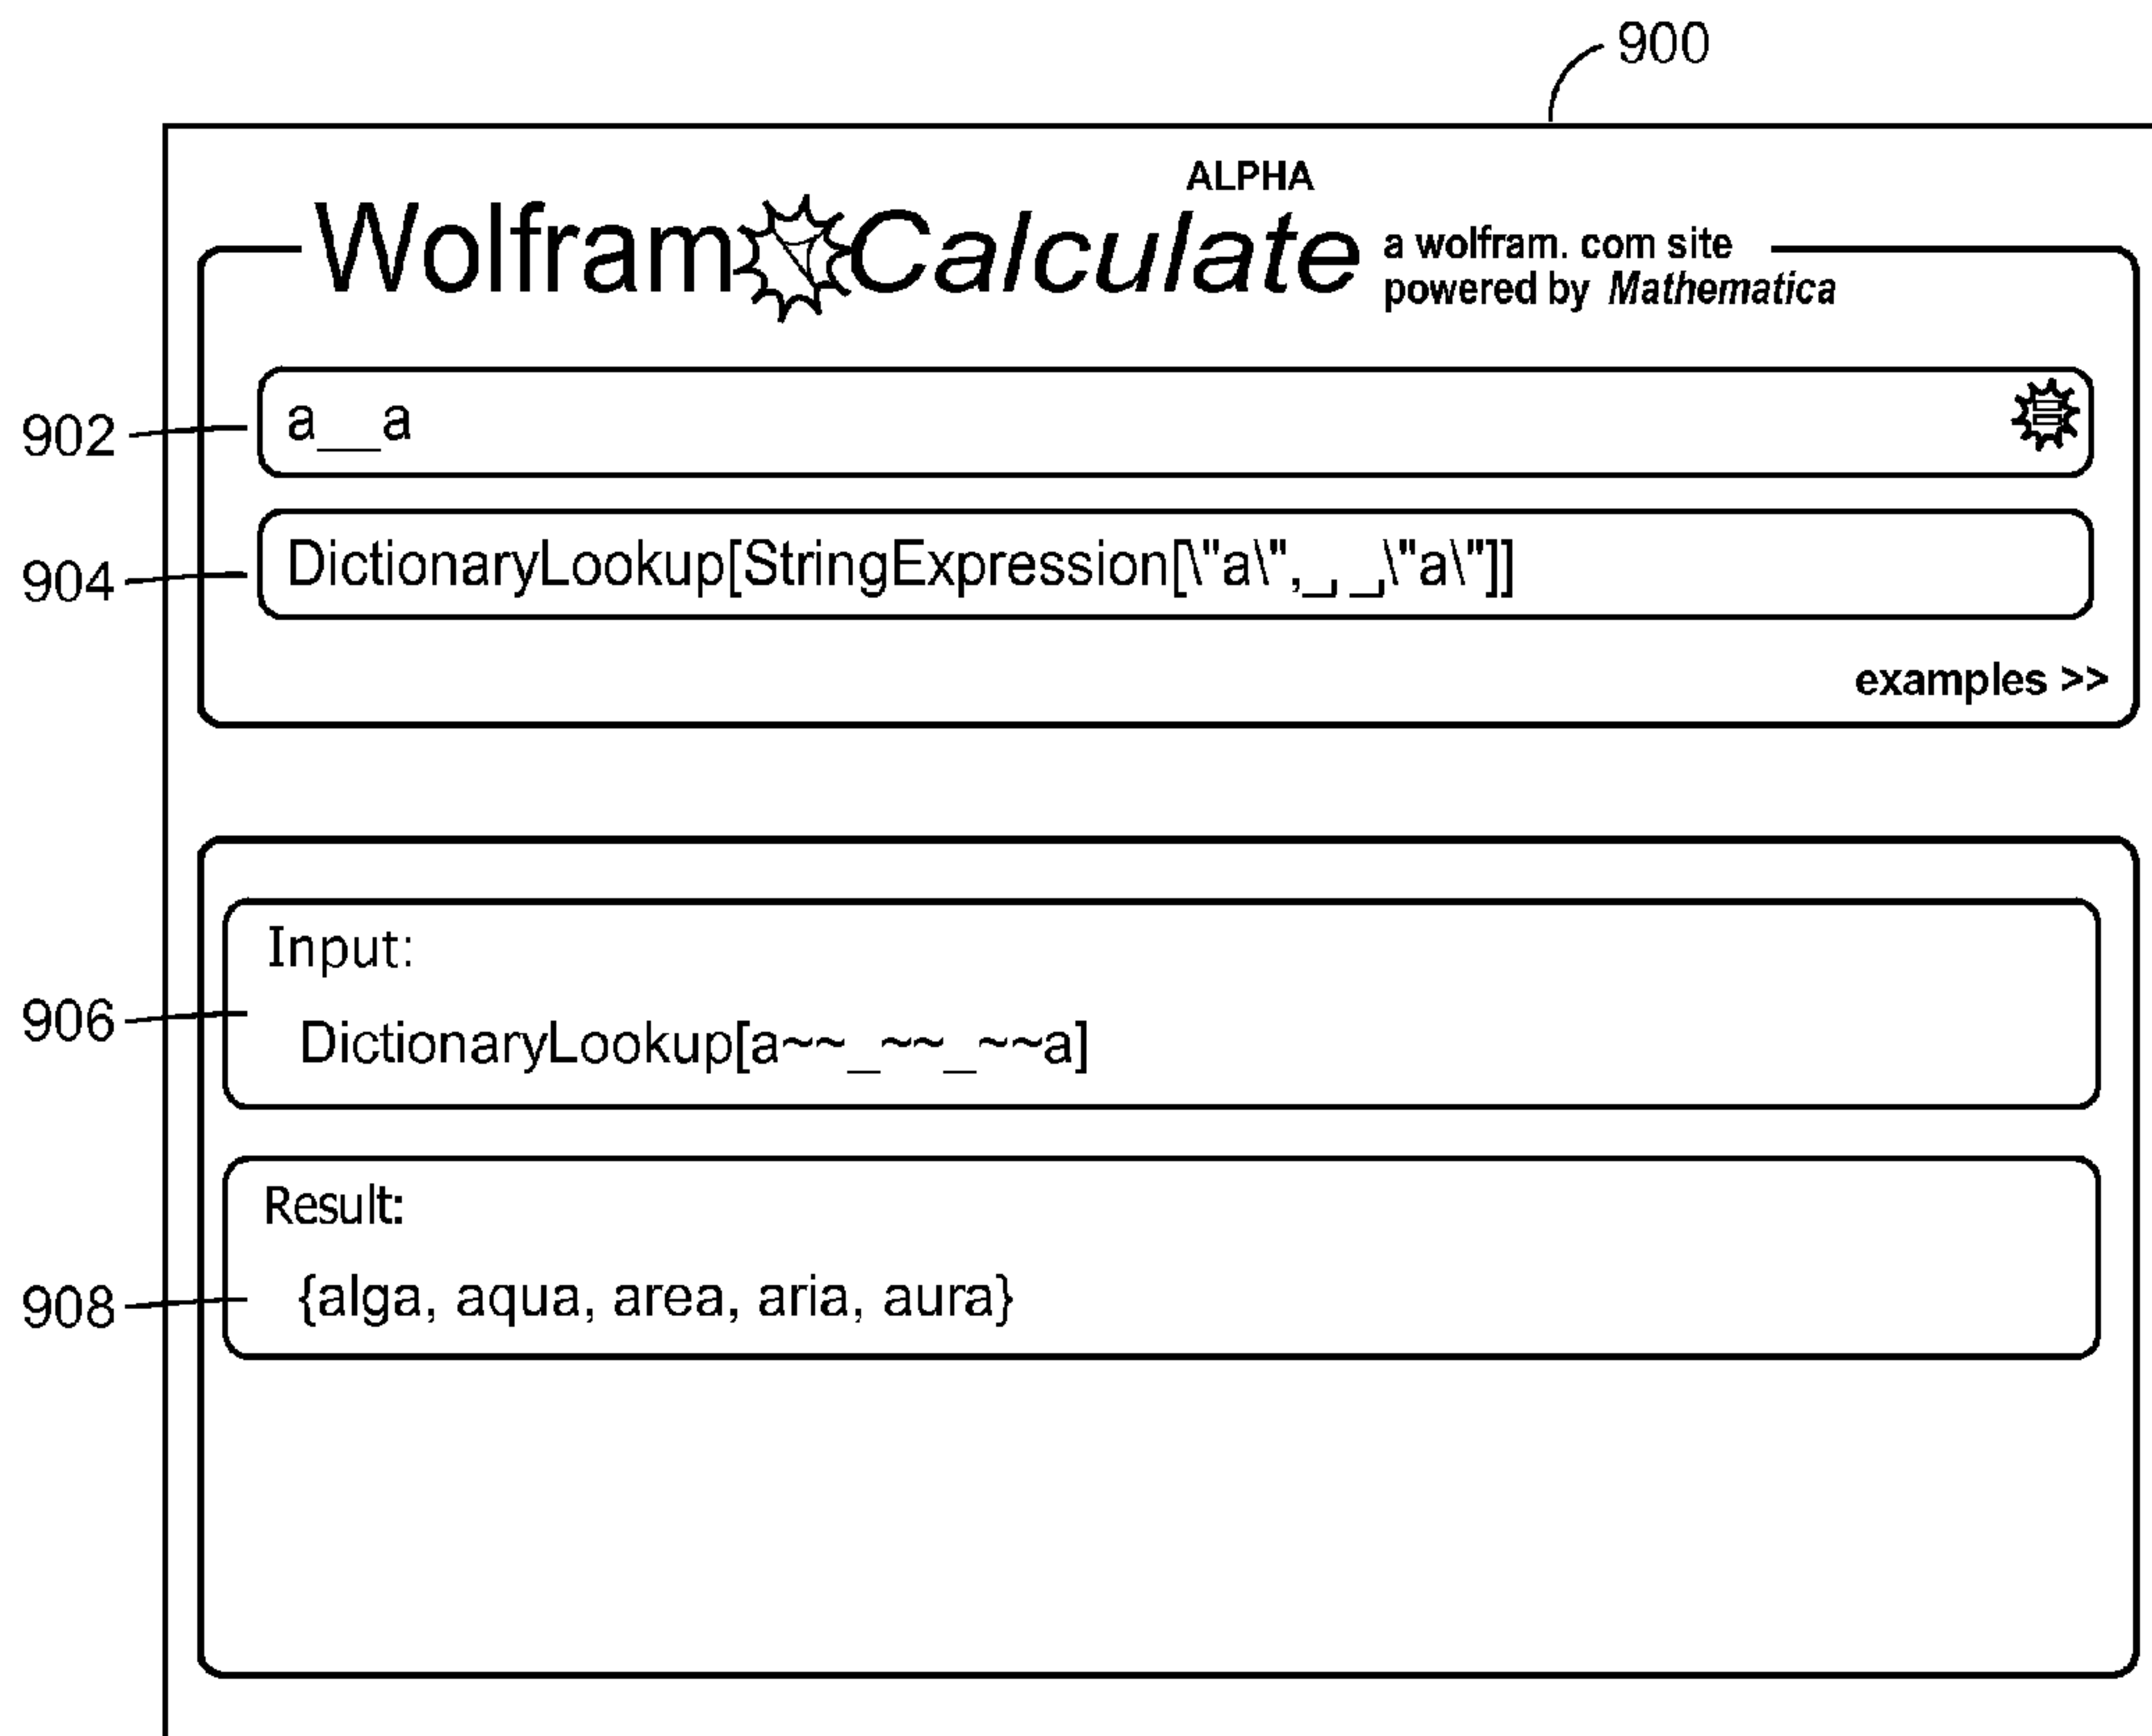 900
ALPHA
Wolfram Calculate
a wolfram. com site
powered by Mathematica
902
a__a
904
DictionaryLookup[StringExpression[\"a\",_, _,\"a\"]]
examples >>
Input:
906
DictionaryLookup[a~~_~~_~~a]
Result:
908
{alga, aqua, area, aria, aura}